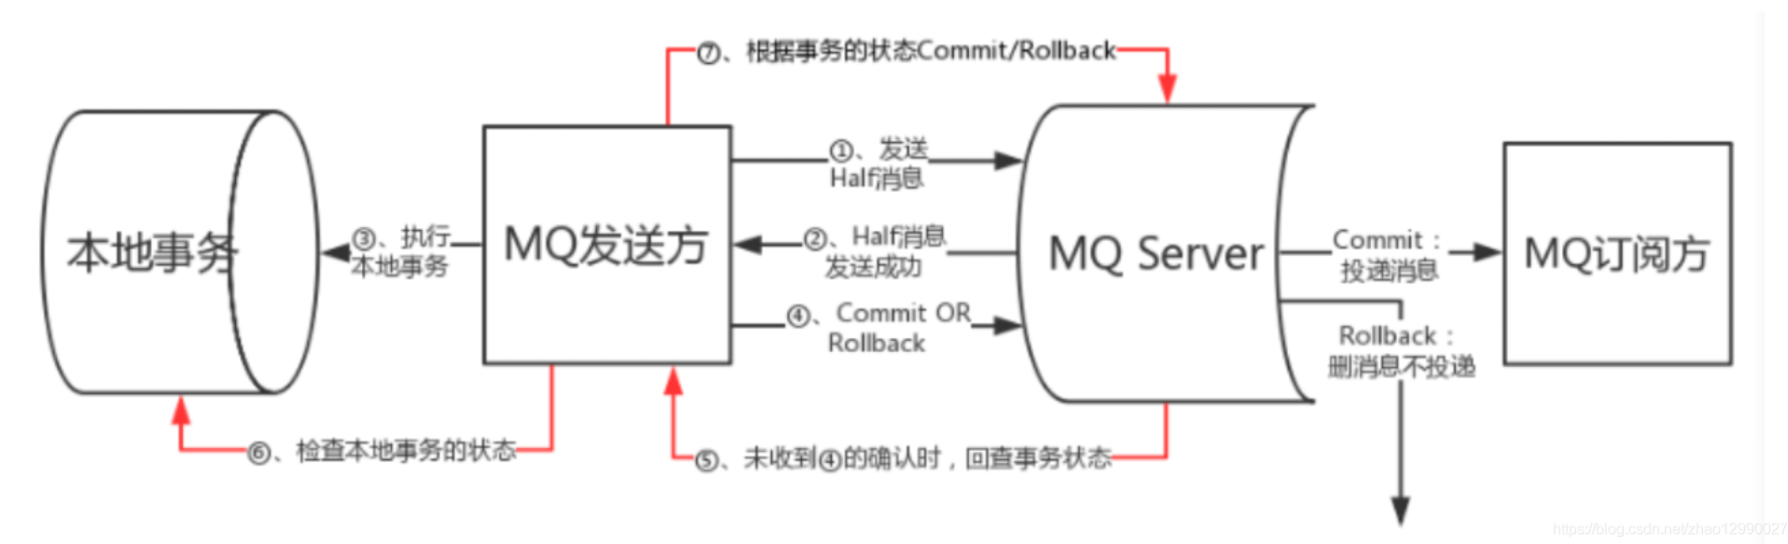 ⑦、根据事务的状态Commit/Rollback
①、发送
Half消息
本地事务
③、执行
本地事务
MQ发送方
②、Half消息
发送成功
MQ Server
Commit：
投递消息
MQ订阅方
④、Commit OR
Rollback
Rollback：
删消息不投递
⑥、检查本地事务的状态
⑤、未收到④的确认时，回查事务状态
https://blog.csdn.net/zhao12990027